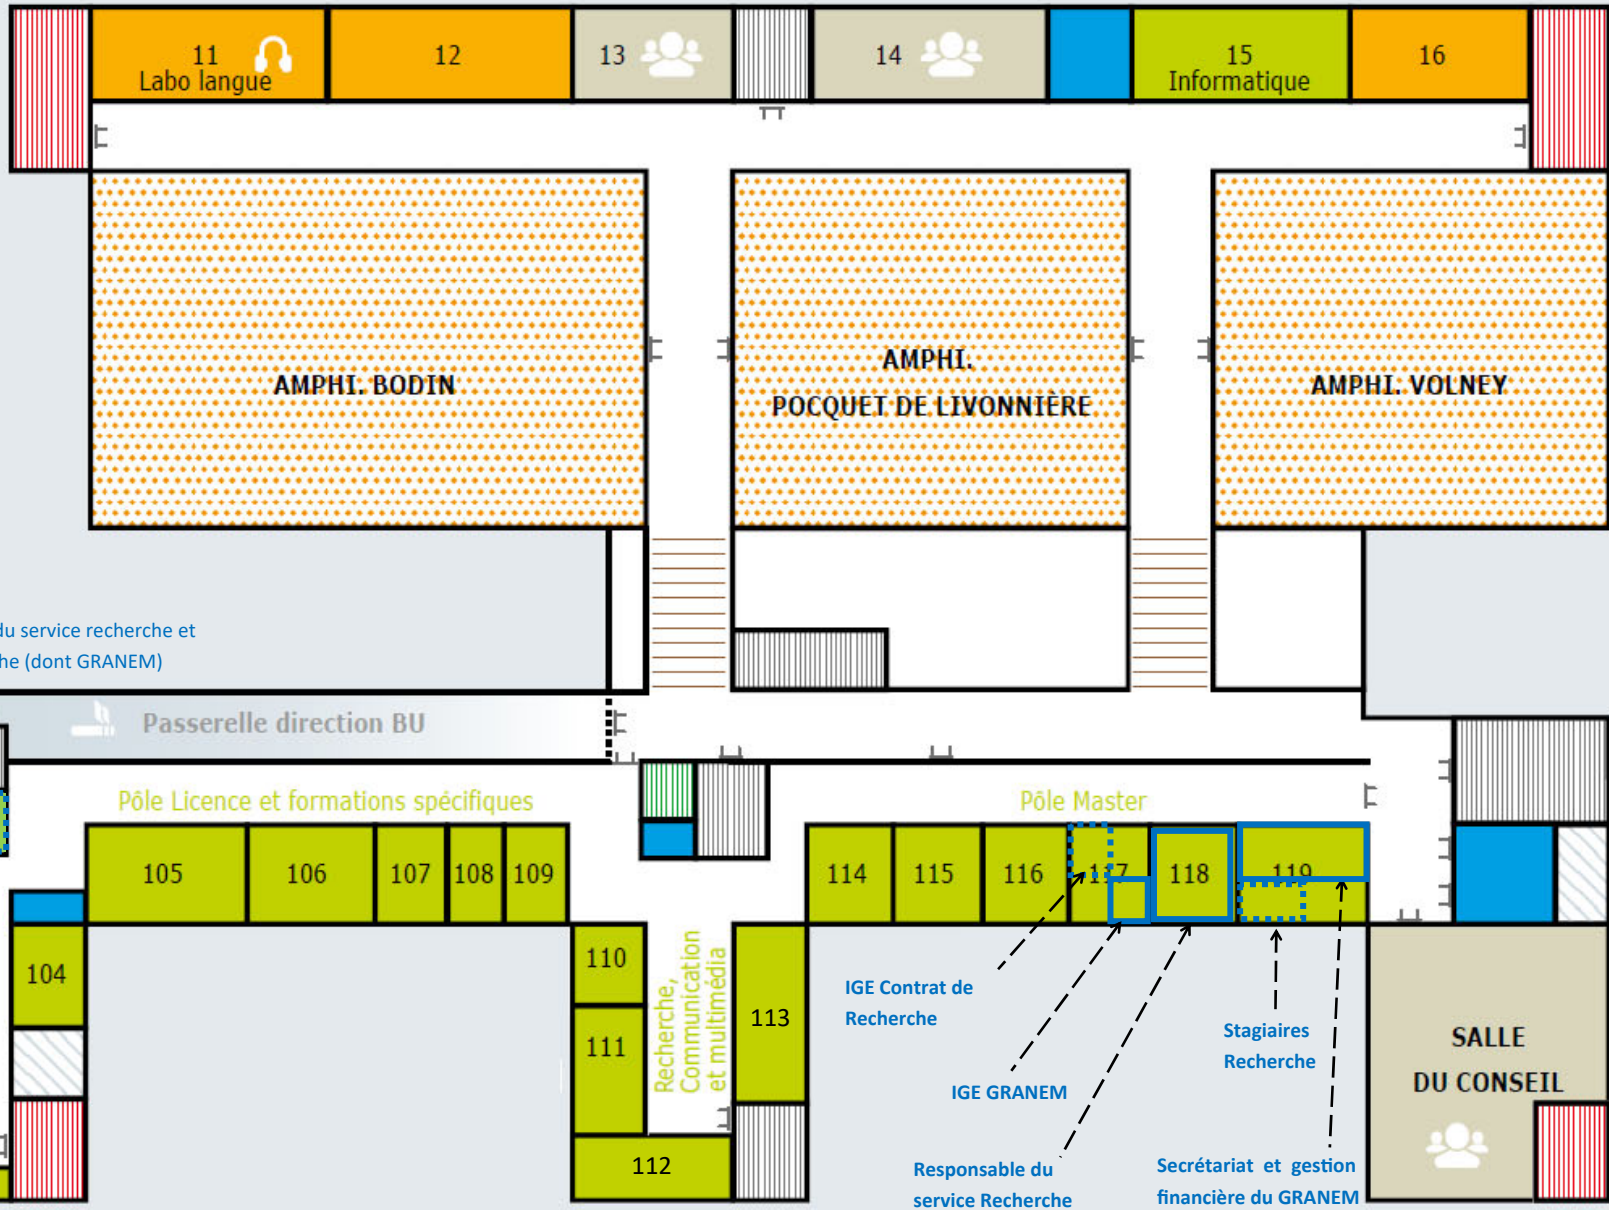 11
Labo langue
12
13
14
15
Informatique
16
AMPHI. BODIN
AMPHI.
POCQUET DE LIVONNIÈRE
AMPHI. VOLNEY
du service recherche et
he (dont GRANEM)
Passerelle direction BU
Pôle Licence et formations spécifiques
Pôle Master
105
106
107
108
109
114
115
116
117
118
119
104
110
111
112
Recherche,
Communication
et multimédia
113
IGE Contrat de
Recherche
IGE GRANEM
Stagiaires
Recherche
Responsable du
service Recherche
Secrétariat et gestion
financière du GRANEM
SALLE
DU CONSEIL